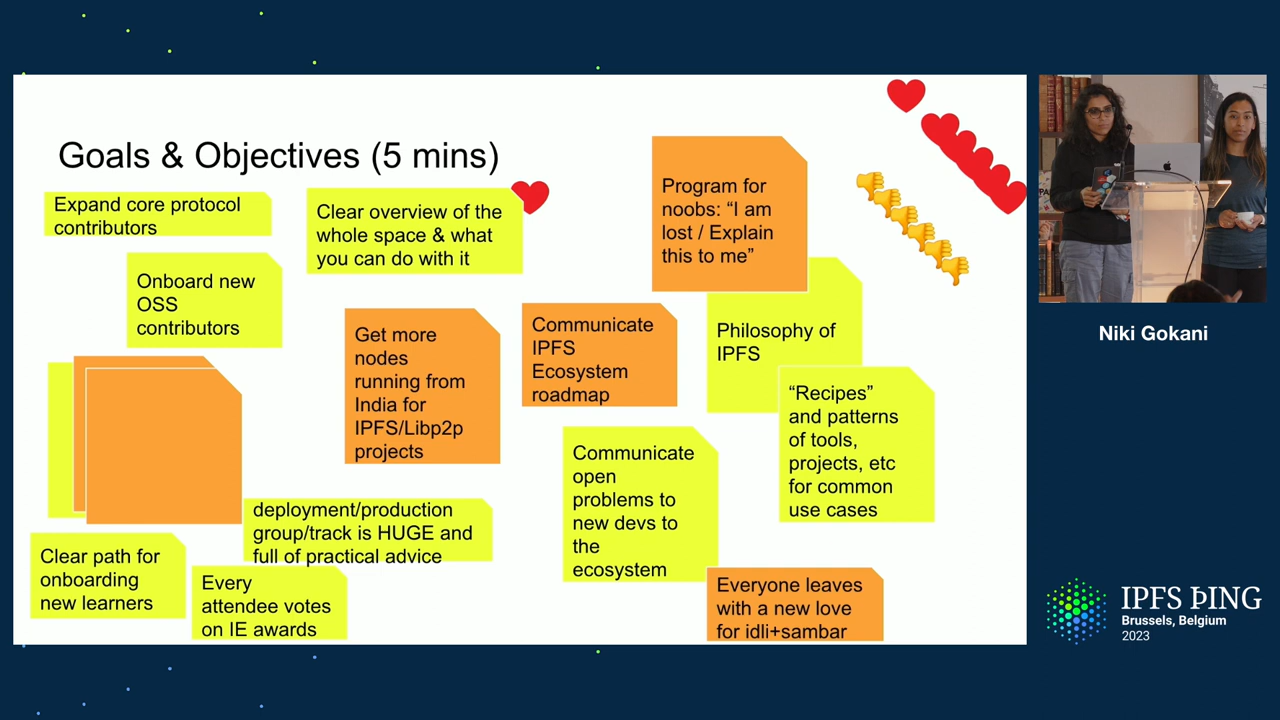 Goals & Objectives (5 mins)
Expand core protocol
contributors
Clear overview of the
whole space & what
you can do with it
Program for
noobs: “I am
lost / Explain
this to me”
Onboard new
OSS
contributors
Get more
nodes
running from
India for
IPFS/Libp2p
projects
Communicate
IPFS
Ecosystem
roadmap
Philosophy of
IPFS
“Recipes”
and patterns
of tools,
projects, etc
for common
use cases
Communicate
open
problems to
new devs to
the
ecosystem
deployment/production
group/track is HUGE and
full of practical advice
Clear path for
onboarding
new learners
Every
attendee votes
on IE awards
Everyone leaves
with a new love
for idli+sambar
Niki Gokani
IPFS ÞING
Brussels, Belgium
2023